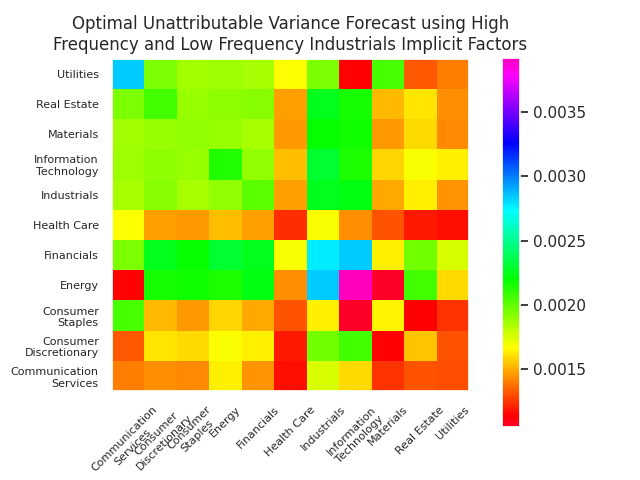 Optimal Unattributable Variance Forecast using High
Frequency and Low Frequency Industrials Implicit Factors
Utilities
Real Estate
Materials
Information
Technology
Industrials
Health Care
Financials
Energy
Consumer
Staples
Consumer
Discretionary
Communication
Services
Communication
Services
Consumer
Discretionary
Consumer
Staples
Energy
Financials
Health Care
Industrials
Information
Technology
Materials
Real Estate
Utilities
0.0035
0.0030
0.0025
0.0020
0.0015